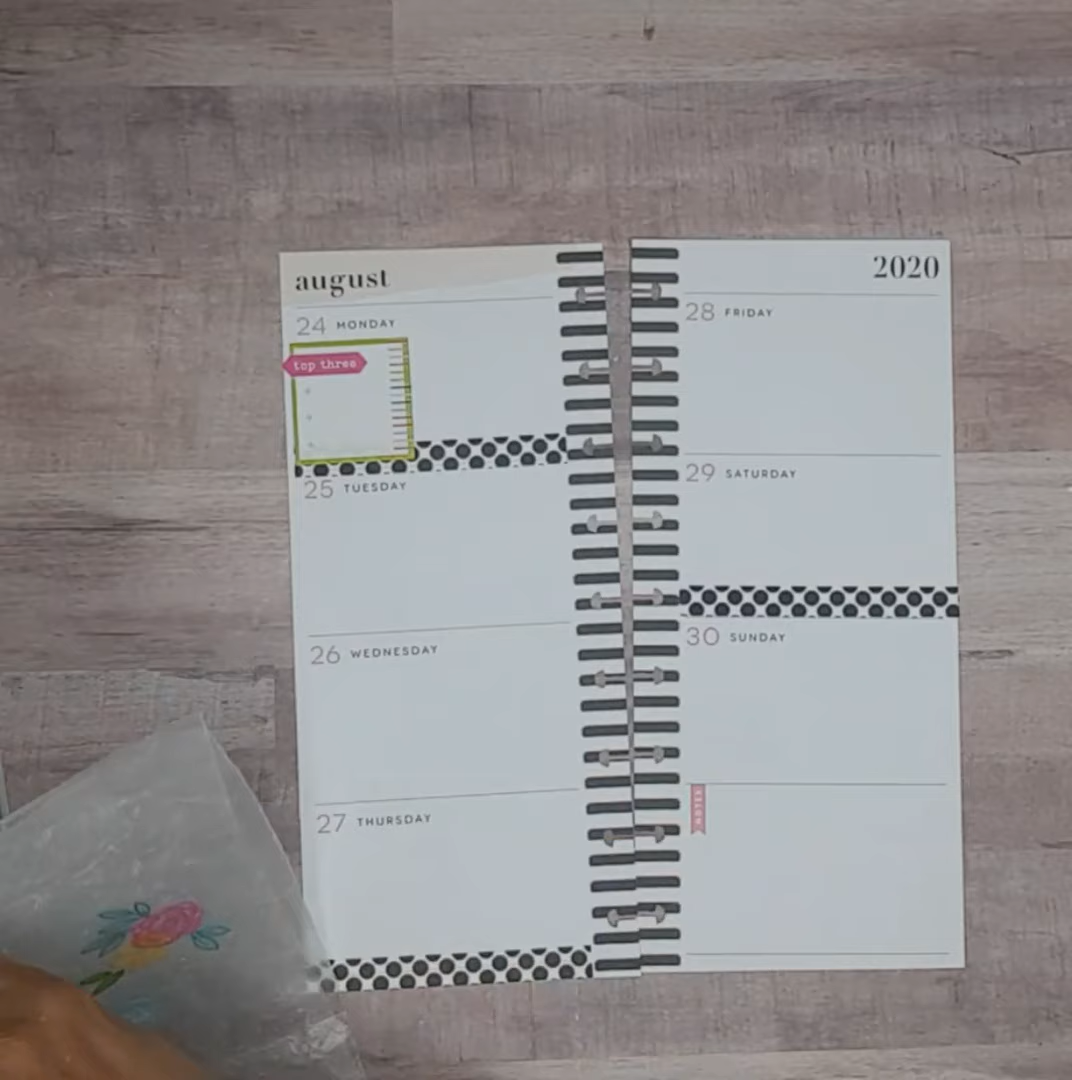 august
24 MONDAY
top three
25 TUESDAY
26 WEDNESDAY
27 THURSDAY
2020
28 FRIDAY
29 SATURDAY
30 SUNDAY
NOTES